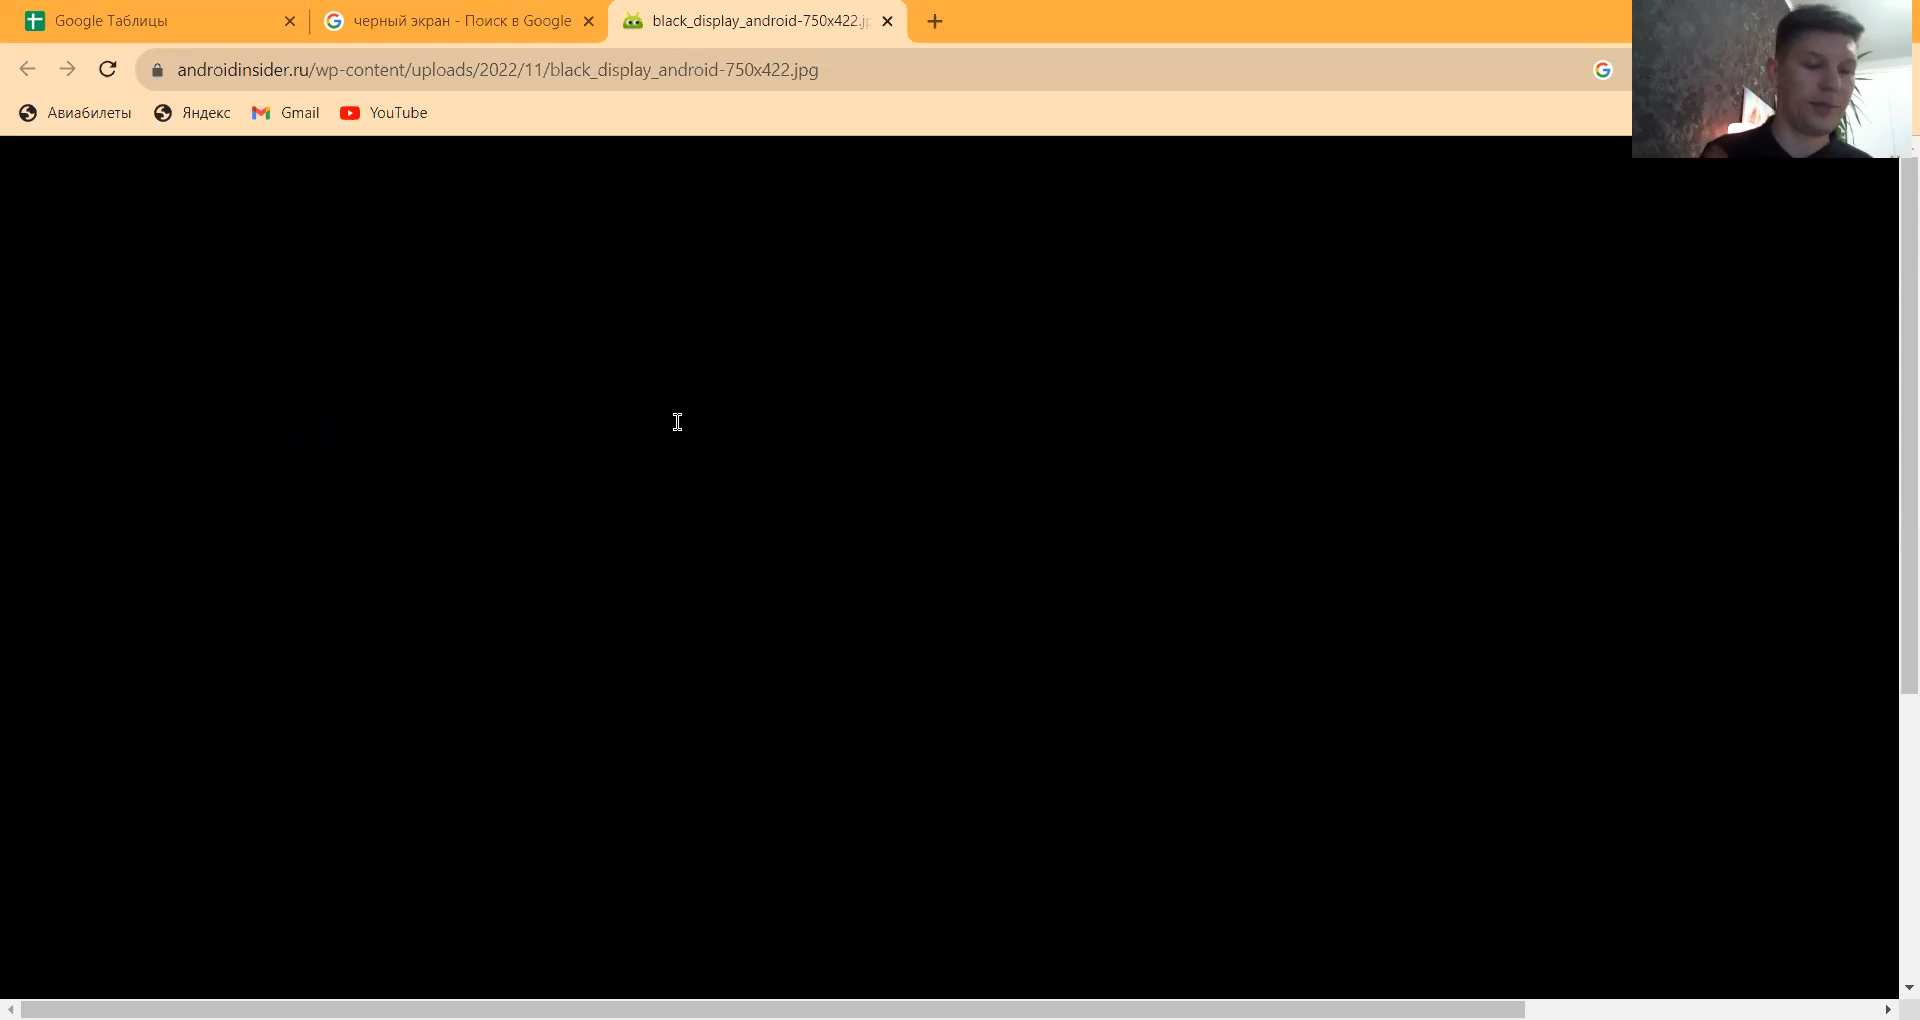 Google Таблицы
черный экран - Поиск в Google
black_display_android-750x422.jp
androidinsider.ru/wp-content/uploads/2022/11/black_display_android-750x422.jpg
Авиабилеты Яндекс Gmail YouTube